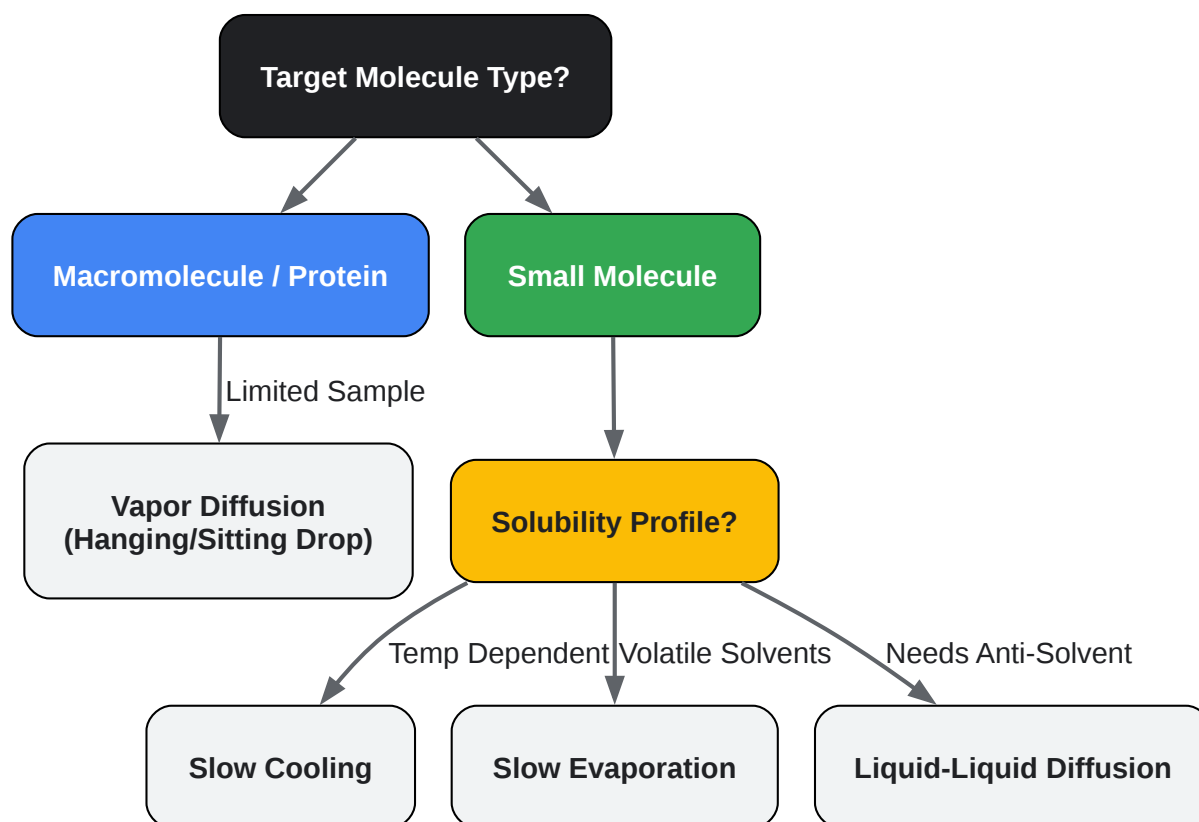 Target Molecule Type?
Macromolecule / Protein
Small Molecule
Limited Sample
Vapor Diffusion
(Hanging/Sitting Drop)
Solubility Profile?
Temp Dependent
Volatile Solvents
Needs Anti-Solvent
Slow Cooling
Slow Evaporation
Liquid-Liquid Diffusion